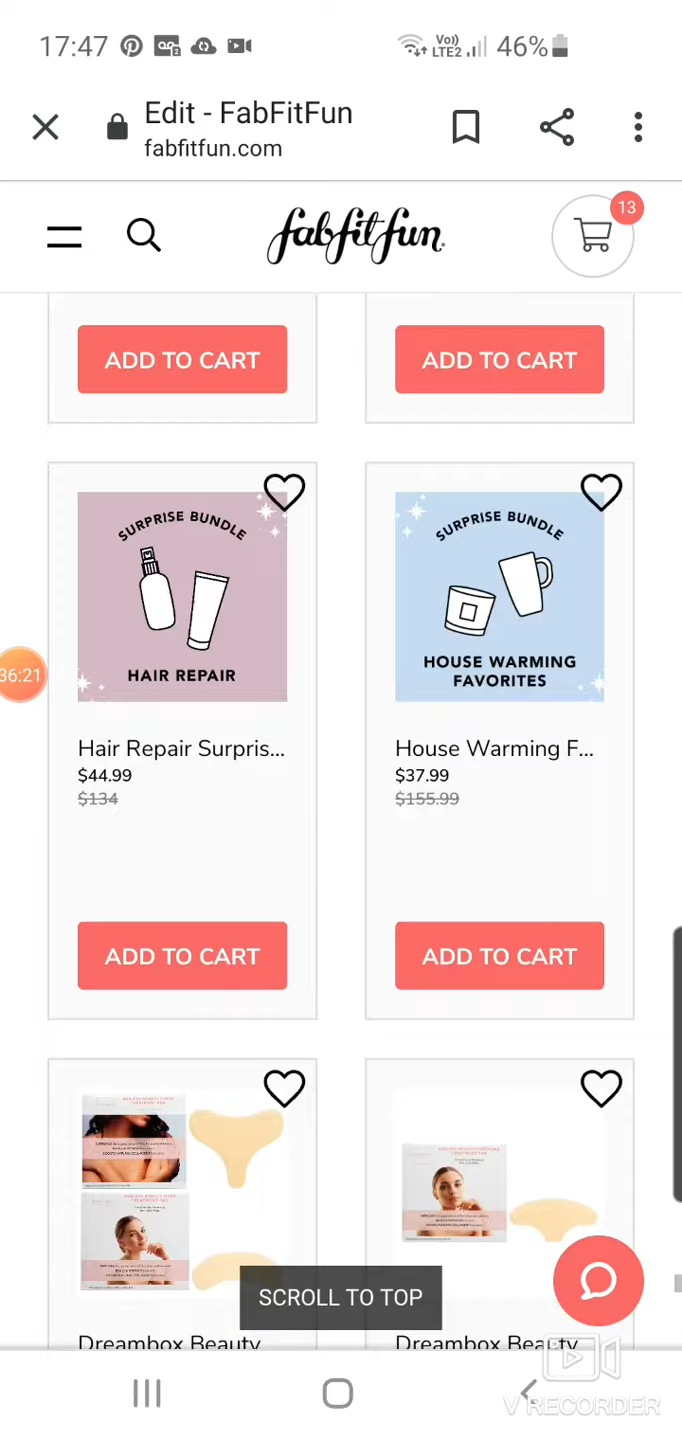 17:47
Vo))
LTE2
46%
Edit - FabFitFun
fabfitfun.com
fabfitfun
13
ADD TO CART
ADD TO CART
SURPRISE BUNDLE
HAIR REPAIR
SURPRISE BUNDLE
HOUSE WARMING
FAVORITES
36:21
Hair Repair Surpris...
$44.99
$134
House Warming F...
$37.99
$155.99
ADD TO CART
ADD TO CART
SCROLL TO TOP
Dreambox Beauty
Dreambox Beauty
V RECORDER